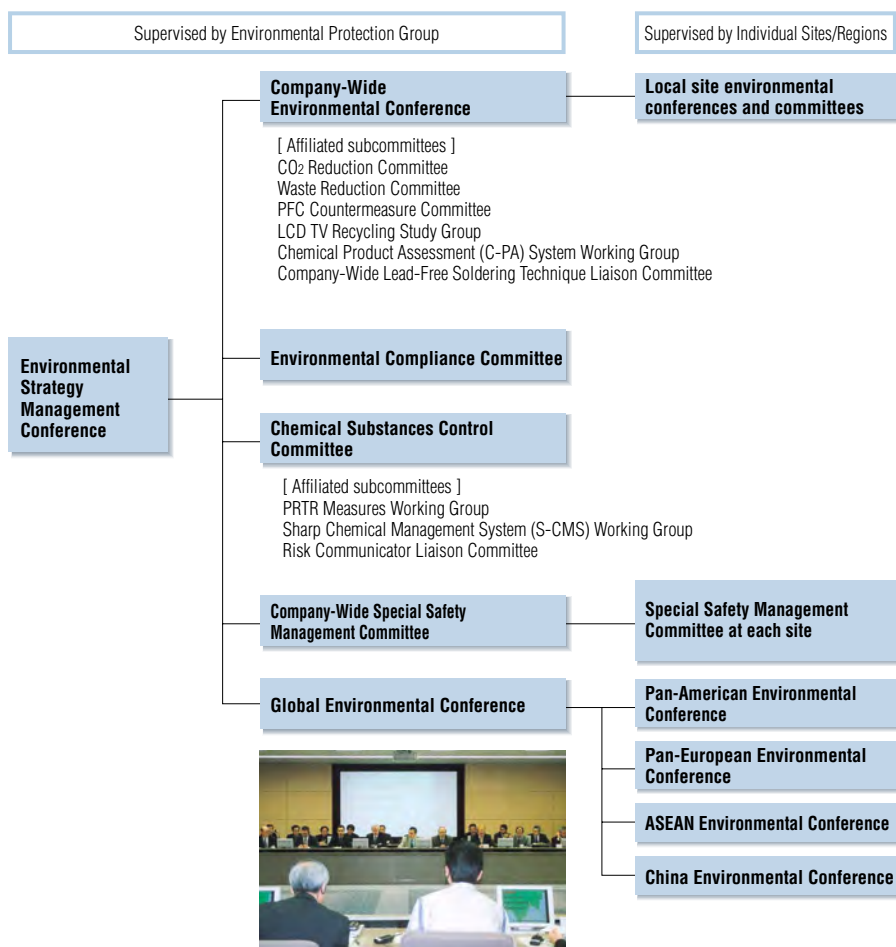 Supervised by Environmental Protection Group
Supervised by Individual Sites/Regions
Company-Wide
Environmental Conference
Local site environmental
conferences and committees
[ Affiliated subcommittees ]
CO2 Reduction Committee
Waste Reduction Committee
PFC Countermeasure Committee
LCD TV Recycling Study Group
Chemical Product Assessment (C-PA) System Working Group
Company-Wide Lead-Free Soldering Technique Liaison Committee
Environmental
Strategy
Management
Conference
Environmental Compliance Committee
Chemical Substances Control
Committee
[ Affiliated subcommittees ]
PRTR Measures Working Group
Sharp Chemical Management System (S-CMS) Working Group
Risk Communicator Liaison Committee
Company-Wide Special Safety
Management Committee
Special Safety Management
Committee at each site
Global Environmental Conference
Pan-American Environmental
Conference
Pan-European Environmental
Conference
ASEAN Environmental Conference
China Environmental Conference